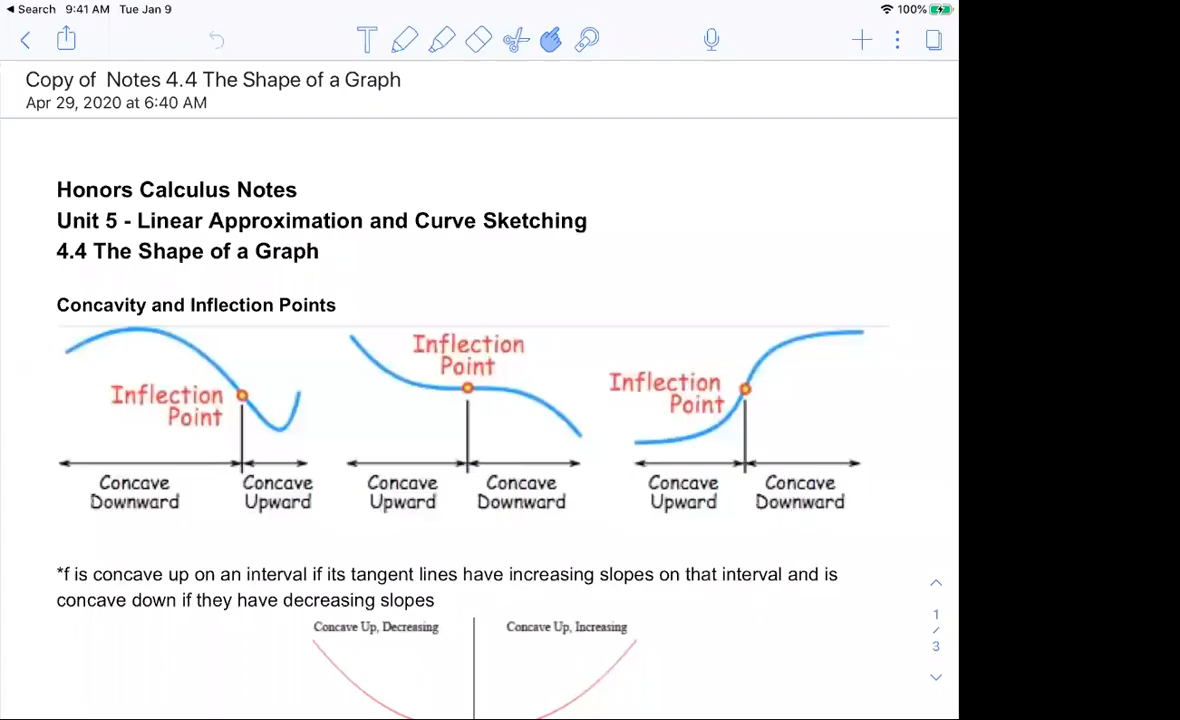 Search 9:41 AM Tue Jan 9
100%
Copy of Notes 4.4 The Shape of a Graph
Apr 29, 2020 at 6:40 AM
Honors Calculus Notes
Unit 5 - Linear Approximation and Curve Sketching
4.4 The Shape of a Graph
Concavity and Inflection Points
Inflection
Point
Concave
Downward
Concave
Upward
Inflection
Point
Concave
Upward
Concave
Downward
Inflection
Point
Concave
Upward
Concave
Downward
*f is concave up on an interval if its tangent lines have increasing slopes on that interval and is
concave down if they have decreasing slopes
Concave Up, Decreasing
Concave Up, Increasing
1
/
3